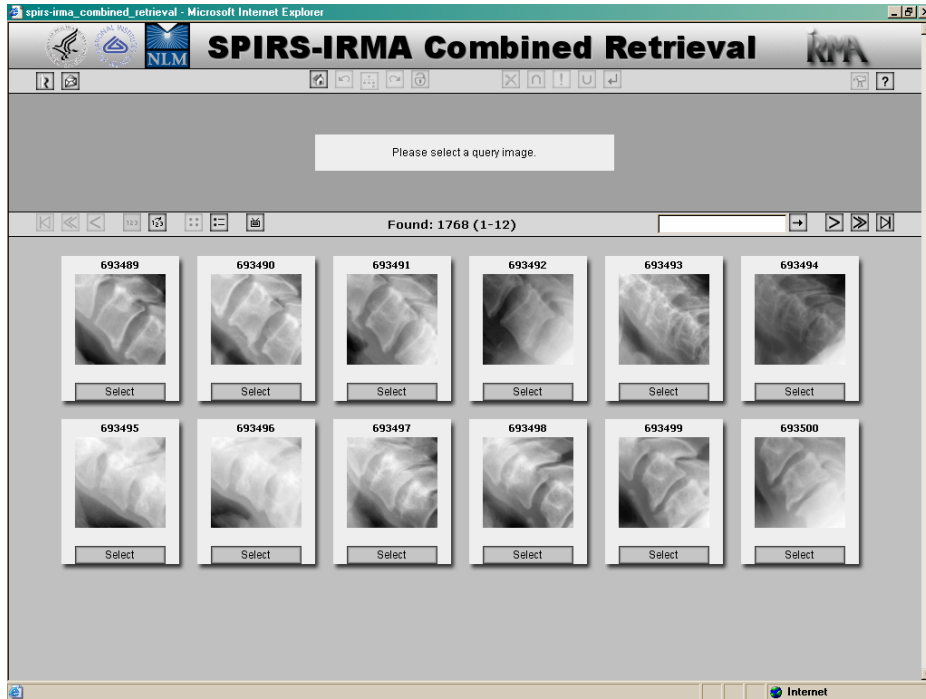 spirs-irma_combined_retrieval - Microsoft Internet Explorer
NLM
SPIRS-IRMA Combined Retrieval
IRMA
?
Please select a query image.
Found: 1768 (1-12)
693489 693490 693491 693492 693493 693494
Select Select Select Select Select Select
693495 693496 693497 693498 693499 693500
Select Select Select Select Select Select
Internet